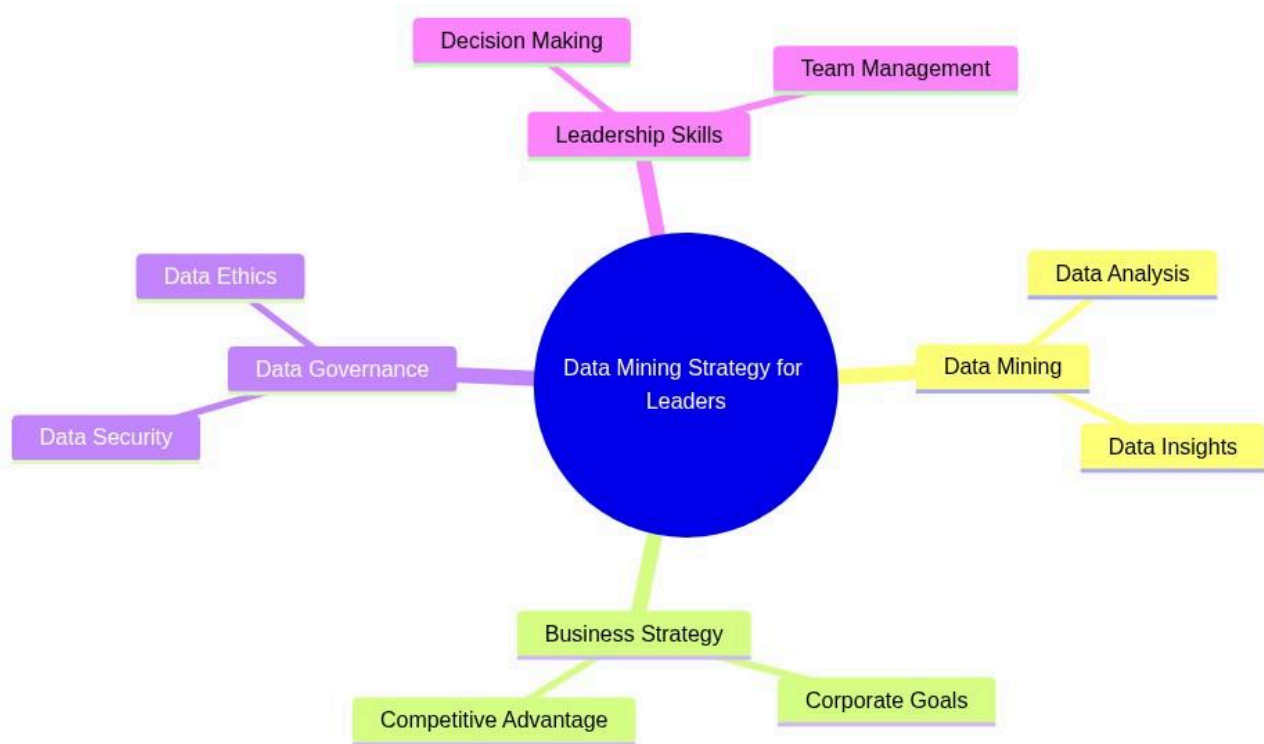 Decision Making
Team Management
Leadership Skills
Data Ethics
Data Analysis
Data Governance
Data Mining Strategy for
Leaders
Data Mining
Data Security
Data Insights
Business Strategy
Corporate Goals
Competitive Advantage